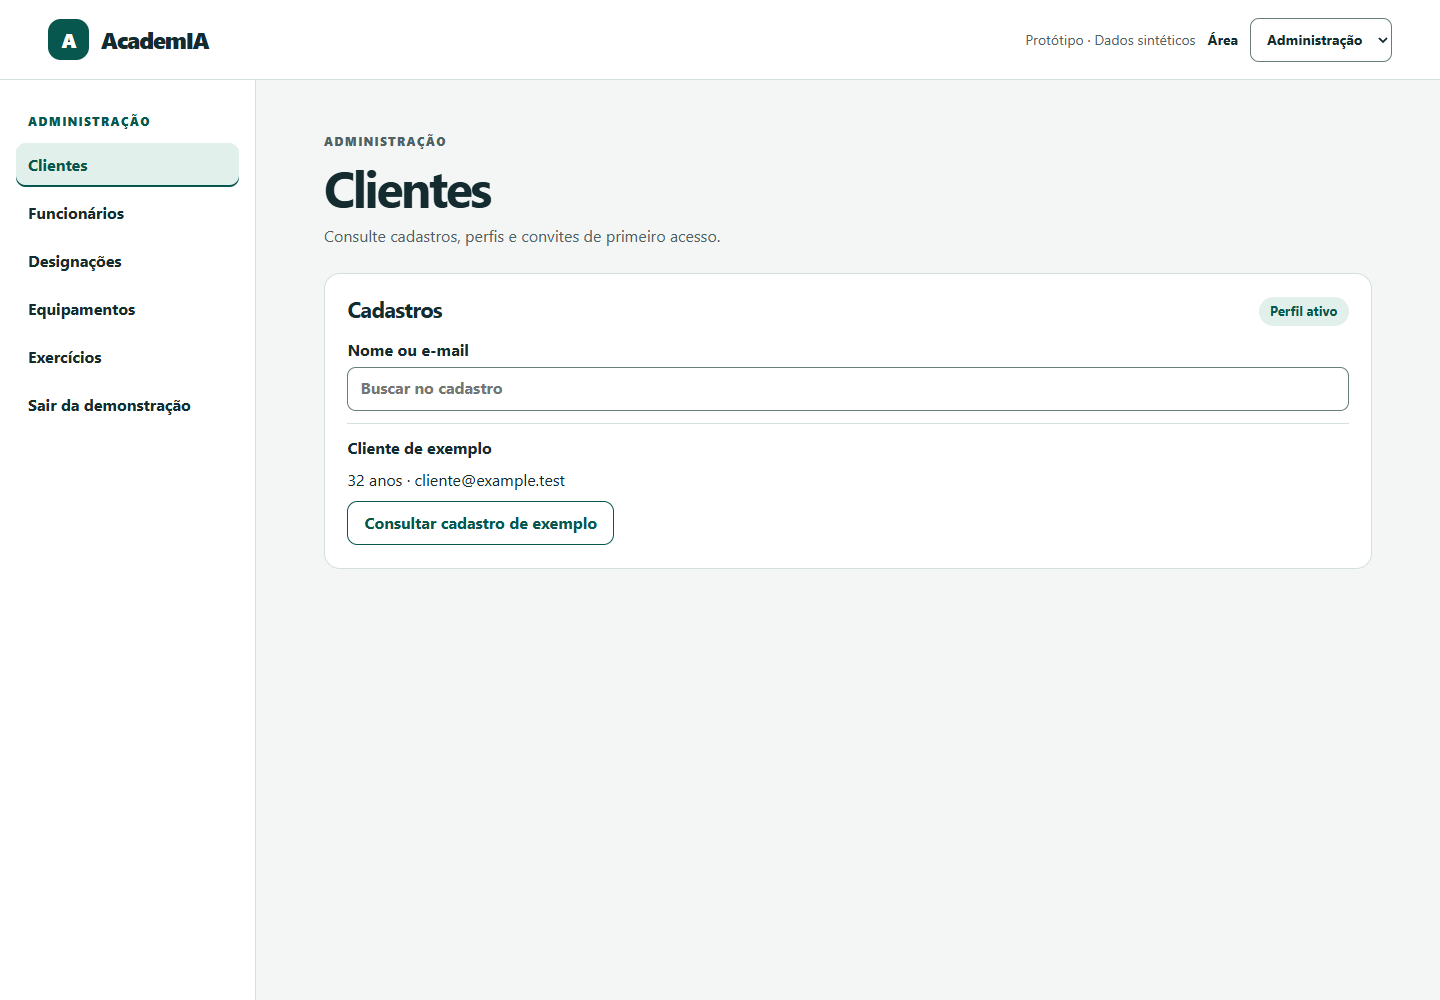 A AcademIA
Protótipo · Dados sintéticos Área Administração
ADMINISTRAÇÃO
Clientes
Funcionários
Designações
Equipamentos
Exercícios
Sair da demonstração
ADMINISTRAÇÃO
Clientes
Consulte cadastros, perfis e convites de primeiro acesso.
Cadastros Perfil ativo
Nome ou e-mail
Buscar no cadastro
Cliente de exemplo
32 anos · cliente@example.test
Consultar cadastro de exemplo